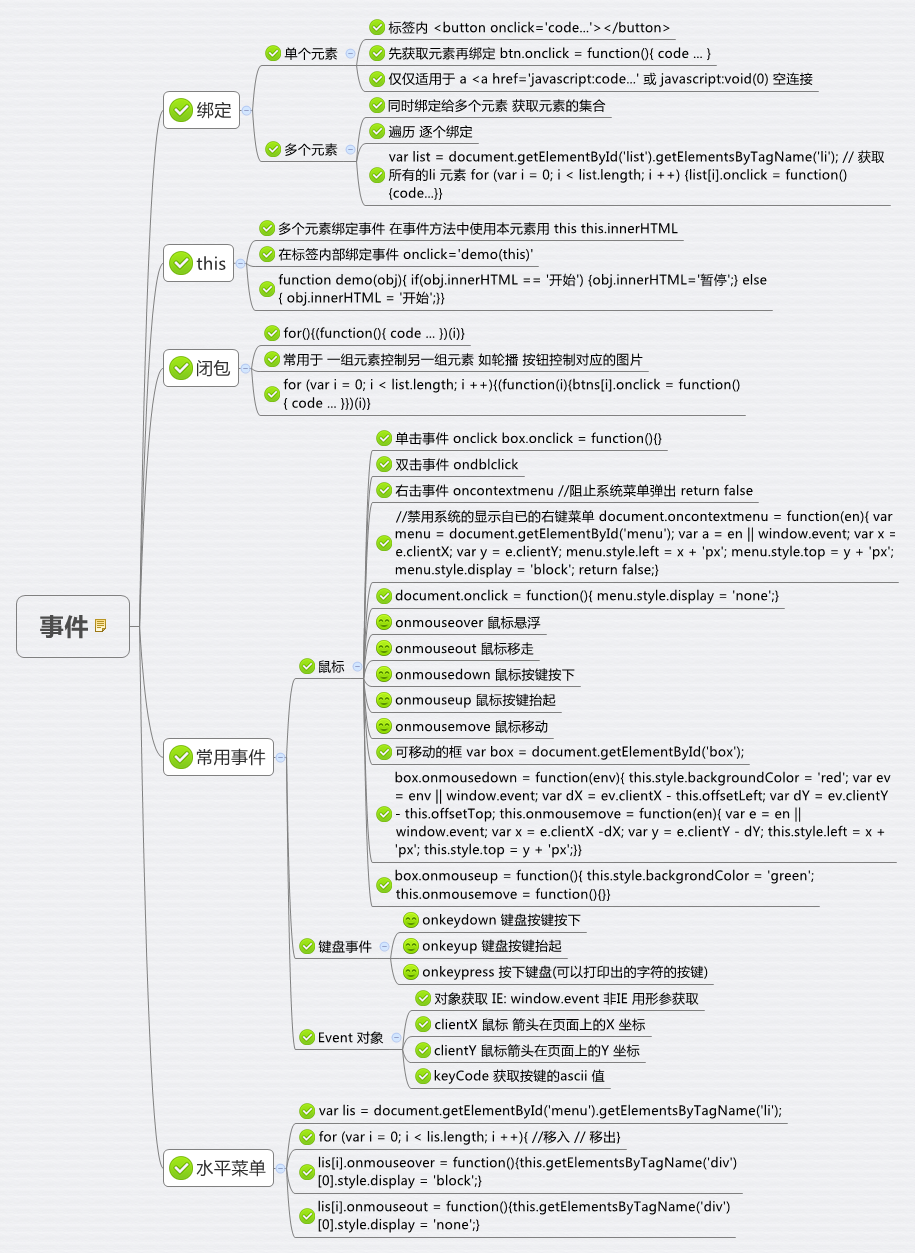 事件
绑定
单个元素
标签内 <button onclick='code...'></button>
先获取元素再绑定 btn.onclick = function(){ code ... }
仅仅适用于 a <a href='javascript:code...' 或 javascript:void(0) 空连接
多个元素
同时绑定给多个元素 获取元素的集合
遍历 逐个绑定
var list = document.getElementById('list').getElementsByTagName('li'); // 获取
所有的li 元素 for (var i = 0; i < list.length; i ++) {list[i].onclick = function()
{code...}}
this
多个元素绑定事件 在事件方法中使用本元素用 this this.innerHTML
在标签内部绑定事件 onclick='demo(this)'
function demo(obj){ if(obj.innerHTML == '开始') {obj.innerHTML='暂停';} else
{ obj.innerHTML = '开始';}}
闭包
for(){(function(){ code ... })(i)}
常用于 一组元素控制另一组元素 如轮播 按钮控制对应的图片
for (var i = 0; i < list.length; i ++){(function(i){btns[i].onclick = function()
{ code ... }})(i)}
常用事件
鼠标
单击事件 onclick box.onclick = function(){}
双击事件 ondblclick
右击事件 oncontextmenu //阻止系统菜单弹出 return false
//禁用系统的显示自已的右键菜单 document.oncontextmenu = function(en){ var
menu = document.getElementById('menu'); var a = en || window.event; var x =
e.clientX; var y = e.clientY; menu.style.left = x + 'px'; menu.style.top = y + 'px';
menu.style.display = 'block'; return false;}
document.onclick = function(){ menu.style.display = 'none';}
onmouseover 鼠标悬浮
onmouseout 鼠标移走
onmousedown 鼠标按键按下
onmouseup 鼠标按键抬起
onmousemove 鼠标移动
可移动的框 var box = document.getElementById('box');
box.onmousedown = function(env){ this.style.backgroundColor = 'red'; var ev
= env || window.event; var dX = ev.clientX - this.offsetLeft; var dY = ev.clientY
- this.offsetTop; this.onmousemove = function(en){ var e = en ||
window.event; var x = e.clientX -dX; var y = e.clientY - dY; this.style.left = x +
'px'; this.style.top = y + 'px';}}
box.onmouseup = function(){ this.style.backgrondColor = 'green';
this.onmousemove = function(){}}
键盘事件
onkeydown 键盘按键按下
onkeyup 键盘按键抬起
onkeypress 按下键盘(可以打印出的字符的按键)
Event 对象
对象获取 IE: window.event 非IE 用形参获取
clientX 鼠标 箭头在页面上的X 坐标
clientY 鼠标箭头在页面上的Y 坐标
keyCode 获取按键的ascii 值
水平菜单
var lis = document.getElementById('menu').getElementsByTagName('li');
for (var i = 0; i < lis.length; i ++){ //移入 // 移出}
lis[i].onmouseover = function(){this.getElementsByTagName('div')
[0].style.display = 'block';}
lis[i].onmouseout = function(){this.getElementsByTagName('div')
[0].style.display = 'none';}